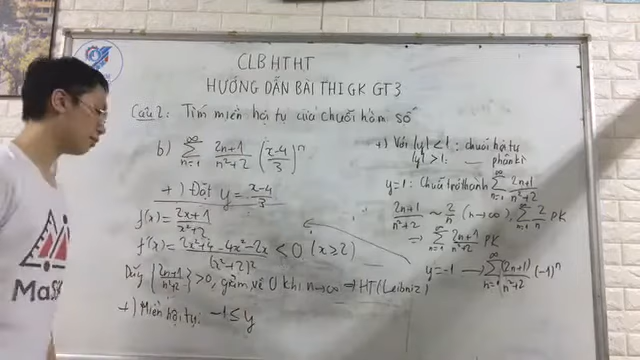 CLB HTHT
HƯỚNG DẪN BÀI THI GK GT3
Câu 2: Tìm miền hội tụ của chuỗi hàm số
b) ∑_{n=1}^{∞} (2n+1)/(n²+2) ((x-4)/3)^n
+) Đặt y = (x-4)/3
f(x) = (2x+1)/(x²+2)
f'(x) = (2x²+4-4x²-2x)/(x²+2)² < 0 (x≥2)
Dãy {(2n+1)/(n²+2)} >0, giảm về 0 khi n→∞ ⇒ HT (Leibniz)
+) Miền hội tụ: -1 ≤ y
+) Với |y|<1: chuỗi hội tụ
|y|>1: — phân kì
y=1: Chuỗi trở thành ∑_{n=1}^{∞} (2n+1)/(n²+2)
(2n+1)/(n²+2) ~ 2/n (n→∞), ∑_{n=1}^{∞} 2/n PK
⇒ ∑_{n=1}^{∞} (2n+1)/(n²+2) PK
y=-1 → ∑_{n=1}^{∞} (2n+1)/(n²+2) (-1)^n